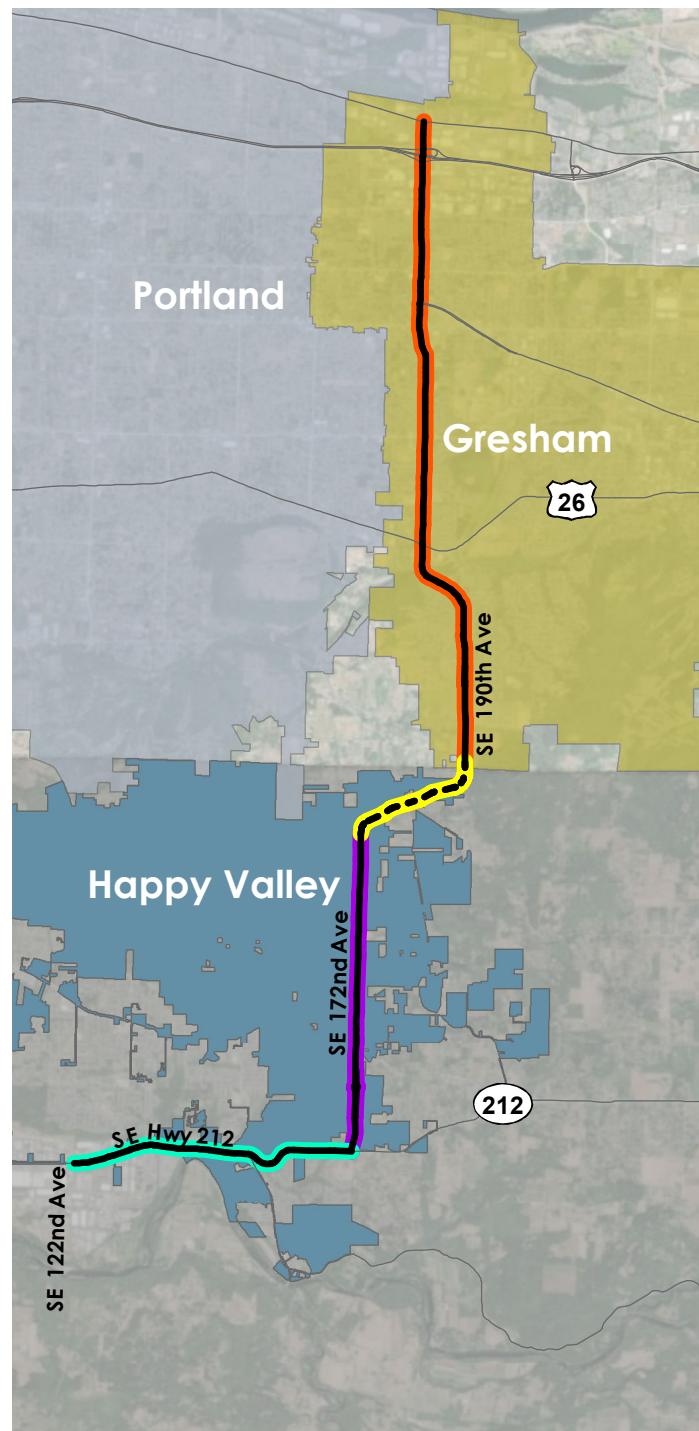 Portland
Gresham
26
SE 190th Ave
Happy Valley
SE 172nd Ave
212
SE Hwy 212
SE 122nd Ave